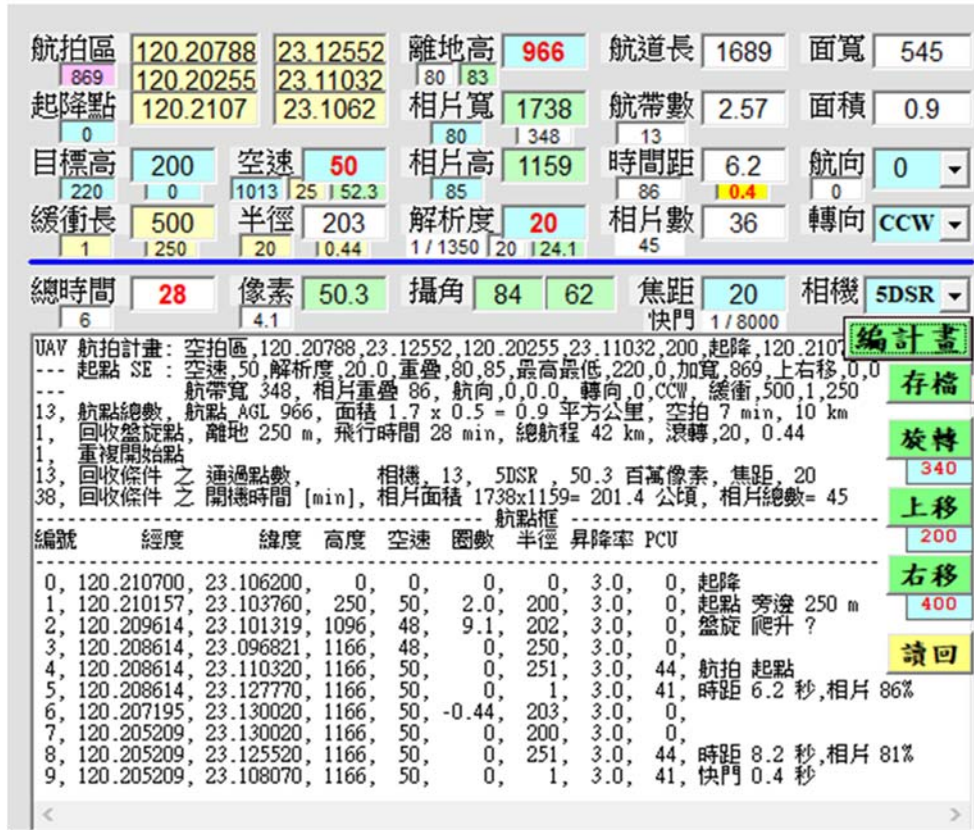 航拍區 120.20788 23.12552 離地高 966 航道長 1689 面寬 545
869 120.20255 23.11032 80 83
起降點 120.2107 23.1062 相片寬 1738 航帶數 2.57 面積 0.9
0 80 348 13
目標高 200 空速 50 相片高 1159 時間距 6.2 航向 0
220 0 1013 25 52.3 85 86 0.4 0
緩衝長 500 半徑 203 解析度 20 相片數 36 轉向 CCW
1 250 20 0.44 1 / 1350 20 24.1 45
總時間 28 像素 50.3 攝角 84 62 焦距 20 相機 5DSR
6 4.1 快門 1 / 8000
編計畫
存檔
旋轉
340
上移
200
右移
400
讀回
UAV 航拍計畫: 空拍區,120.20788,23.12552,120.20255,23.11032,200,起降,120.210
--- 起點 SE : 空速,50,解析度,20.0,重疊,80,85,最高最低,220,0,加寬,869,上右移,0,0
--- 航帶寬 348, 相片重疊 86, 航向,0,0.0, 轉向,0,CCW, 緩衝,500,1,250
13, 航點總數, 航點 AGL 966, 面積 1.7 x 0.5 = 0.9 平方公里, 空拍 7 min, 10 km
1, 回收盤旋點, 離地 250 m, 飛行時間 28 min, 總航程 42 km, 滾轉,20, 0.44
1, 重複開始點
13, 回收條件 之 通過點數, 相機, 13, 5DSR , 50.3 百萬像素, 焦距, 20
38, 回收條件 之 開機時間 [min], 相片面積 1738x1159= 201.4 公頃, 相片總數= 45
---------------------- 航點框 ----------------------
編號 經度 緯度 高度 空速 圈數 半徑 昇降率 PCU
0, 120.210700, 23.106200, 0, 0, 0, 0, 3.0, 0, 起降
1, 120.210157, 23.103760, 250, 50, 2.0, 200, 3.0, 0, 起點 旁邊 250 m
2, 120.209614, 23.101319, 1096, 48, 9.1, 202, 3.0, 0, 盤旋 爬升 ?
3, 120.208614, 23.096821, 1166, 48, 0, 250, 3.0, 0,
4, 120.208614, 23.110320, 1166, 50, 0, 251, 3.0, 44, 航拍 起點
5, 120.208614, 23.127770, 1166, 50, 0, 1, 3.0, 41, 時距 6.2 秒,相片 86%
6, 120.207195, 23.130020, 1166, 50, -0.44, 203, 3.0, 0,
7, 120.205209, 23.130020, 1166, 50, 0, 200, 3.0, 0,
8, 120.205209, 23.125520, 1166, 50, 0, 251, 3.0, 44, 時距 8.2 秒,相片 81%
9, 120.205209, 23.108070, 1166, 50, 0, 1, 3.0, 41, 快門 0.4 秒